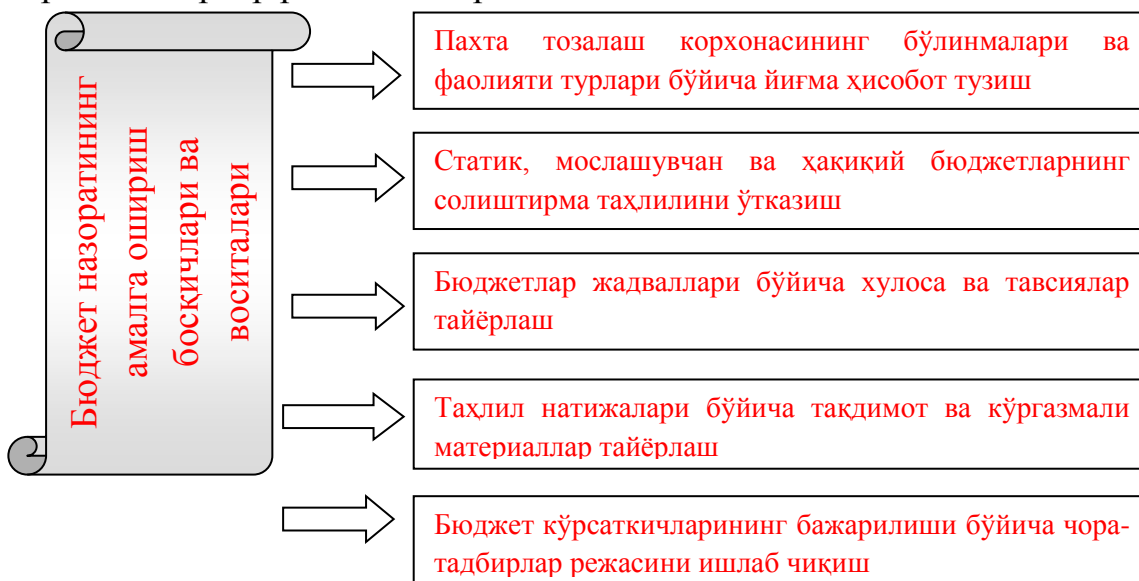 Бюджет назоратининг
амалга ошириш
босқичлари ва
воситалари
Пахта тозалаш корхонасининг бўлинмалари ва
фаолияти турлари бўйича йиғма ҳисобот тузиш
Статик, мослашувчан ва ҳақиқий бюджетларнинг
солиштирма таҳлилини ўтказиш
Бюджетлар жадваллари бўйича хулоса ва тавсиялар
тайёрлаш
Таҳлил натижалари бўйича тақдимот ва кўргазмали
материаллар тайёрлаш
Бюджет кўрсаткичларининг бажарилиши бўйича чора-
тадбирлар режасини ишлаб чиқиш